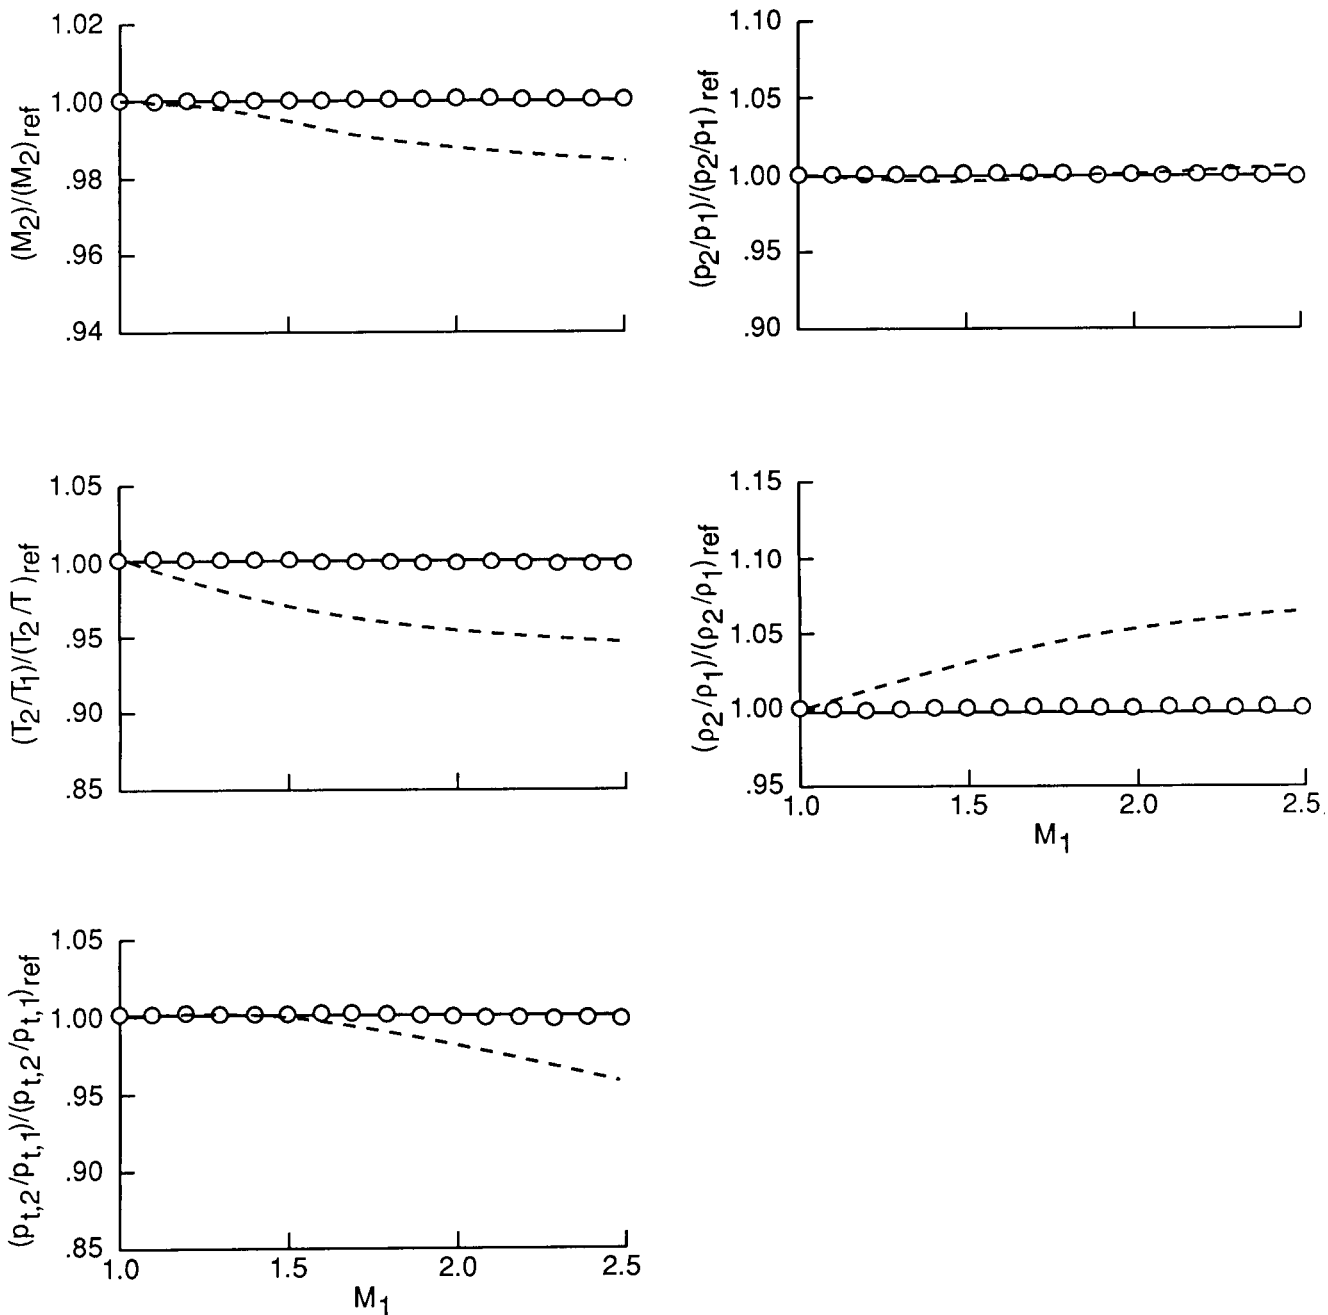 1.02
1.00
.98
.96
.94
(M2)/(M2)ref
1.10
1.05
1.00
.95
.90
(p2/p1)/(p2/p1)ref
1.05
1.00
.95
.90
.85
(T2/T1)/(T2/T)ref
1.15
1.10
1.05
1.00
.95
(ρ2/ρ1)/(ρ2/ρ1)ref
1.0 1.5 2.0 2.5
M1
1.05
1.00
.95
.90
.85
(pt,2/pt,1)/(pt,2/pt,1)ref
1.0 1.5 2.0 2.5
M1